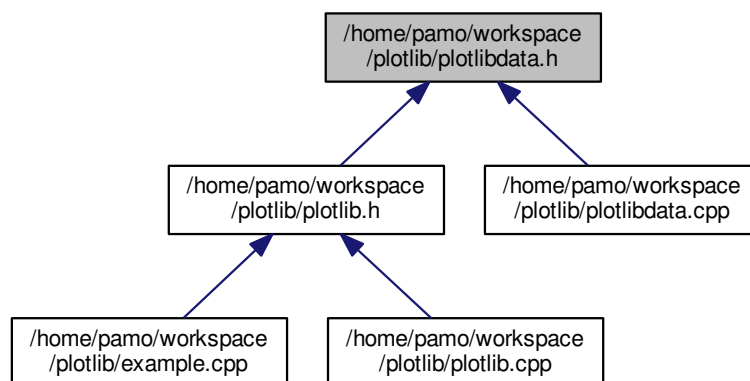 /home/pamo/workspace
/plotlib/plotlibdata.h
/home/pamo/workspace
/plotlib/plotlib.h
/home/pamo/workspace
/plotlib/plotlibdata.cpp
/home/pamo/workspace
/plotlib/example.cpp
/home/pamo/workspace
/plotlib/plotlib.cpp